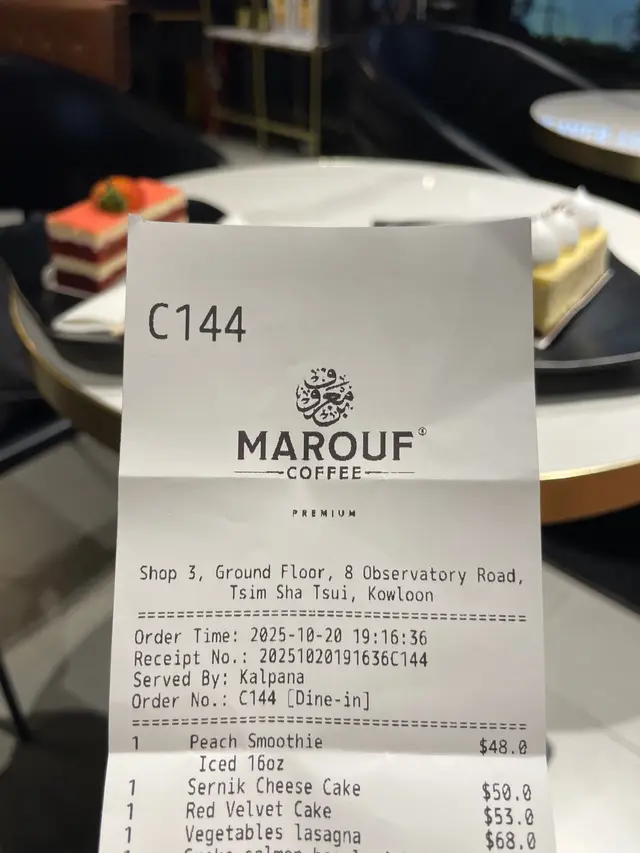 C144
معروف
بن
MAROUF®
COFFEE
PREMIUM
Shop 3, Ground Floor, 8 Observatory Road,
Tsim Sha Tsui, Kowloon
==========================================
Order Time: 2025-10-20 19:16:36
Receipt No.: 20251020191636C144
Served By: Kalpana
Order No.: C144 [Dine-in]
==========================================
1 Peach Smoothie $48.0
Iced 16oz
1 Sernik Cheese Cake $50.0
1 Red Velvet Cake $53.0
1 Vegetables lasagna $68.0